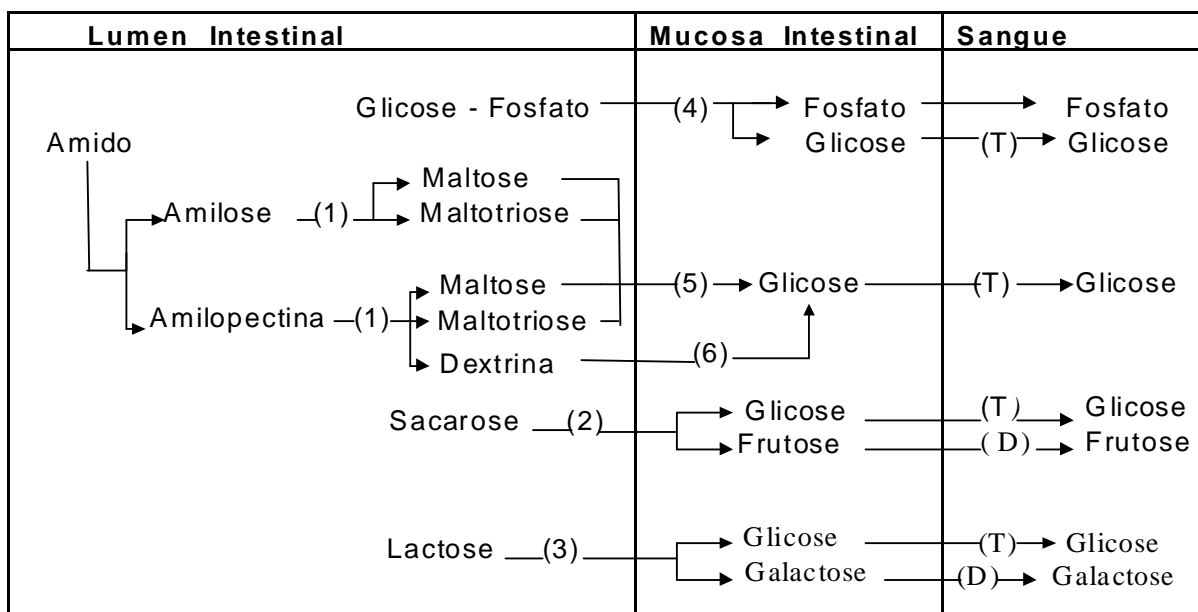 Lumen Intestinal Mucosa Intestinal Sangue
Glicose - Fosfato (4) Fosfato Fosfato
Amido Glicose (T) Glicose
Maltose
Amilose (1) Maltotriose
Maltose (5) Glicose (T) Glicose
Amilopectina (1) Maltotriose
Dextrina (6)
Sacarose (2) Glicose (T) Glicose
Frutose (D) Frutose
Lactose (3) Glicose (T) Glicose
Galactose (D) Galactose